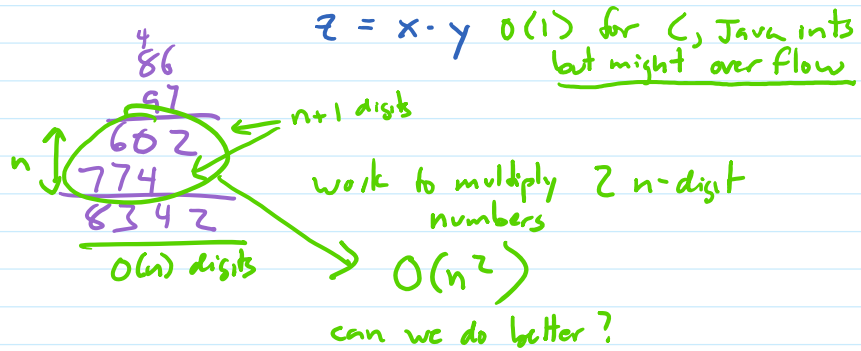 z = x · y O(1) for C, Java ints
but might overflow
4
86
97
602
774
8342
n
n+1 digits
O(n) digits
work to multiply 2 n-digit
numbers
O(n²)
can we do better?